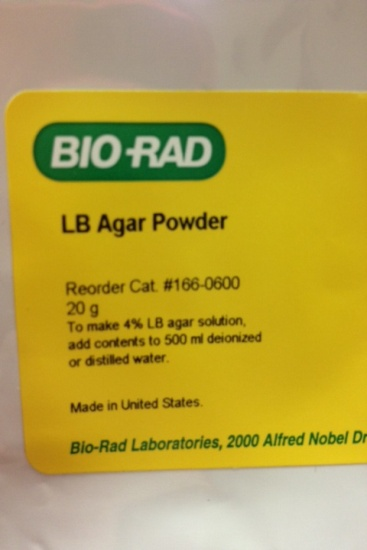 BIO-RAD
LB Agar Powder
Reorder Cat. #166-0600
20 g
To make 4% LB agar solution,
add contents to 500 ml deionized
or distilled water.
Made in United States.
Bio-Rad Laboratories, 2000 Alfred Nobel Dr